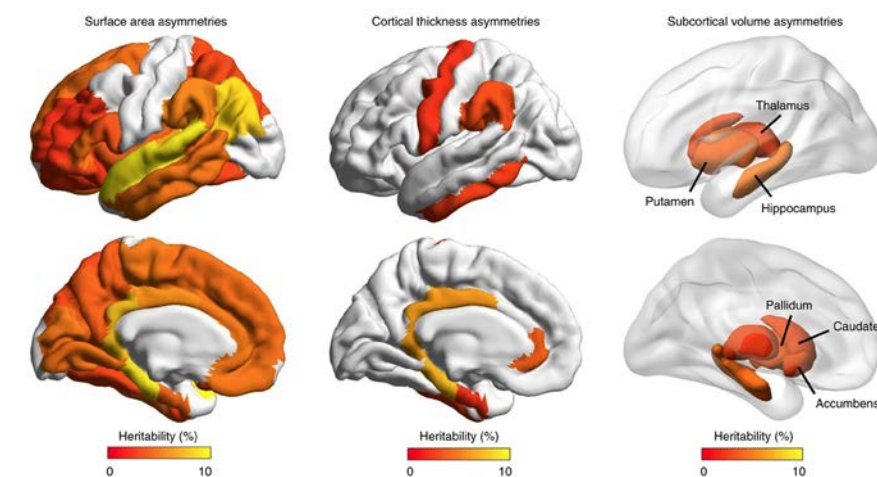 Surface area asymmetries
Cortical thickness asymmetries
Subcortical volume asymmetries
Thalamus
Putamen
Hippocampus
Pallidum
Caudate
Accumbens
Heritability (%)
0 10
Heritability (%)
0 10
Heritability (%)
0 10